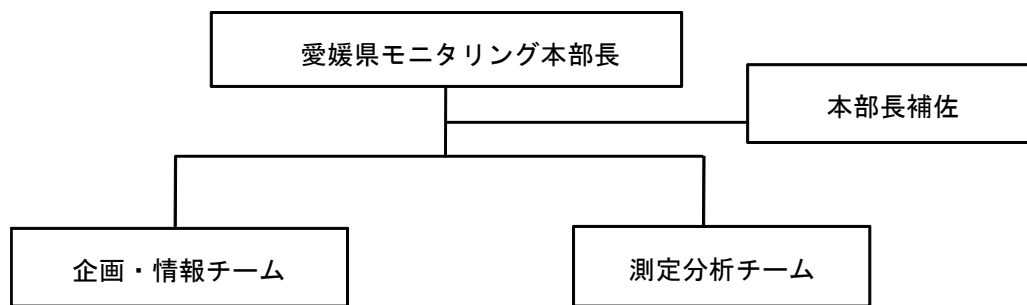 愛媛県モニタリング本部長
本部長補佐
企画・情報チーム
測定分析チーム